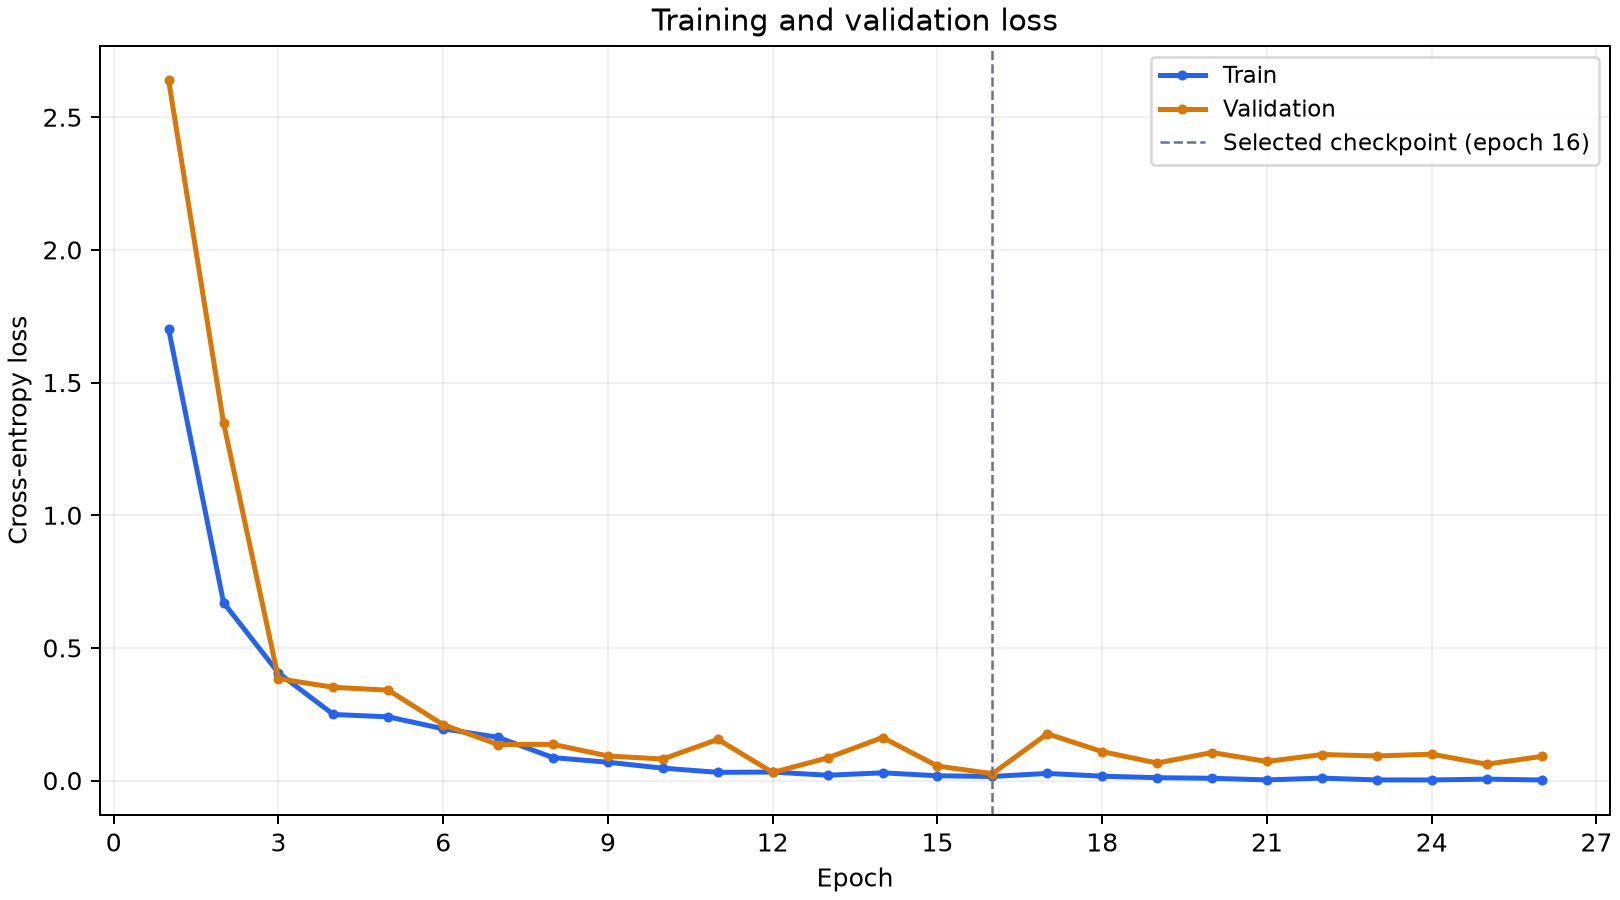 Training and validation loss
Train
Validation
Selected checkpoint (epoch 16)
Cross-entropy loss
2.5
2.0
1.5
1.0
0.5
0.0
0 3 6 9 12 15 18 21 24 27
Epoch